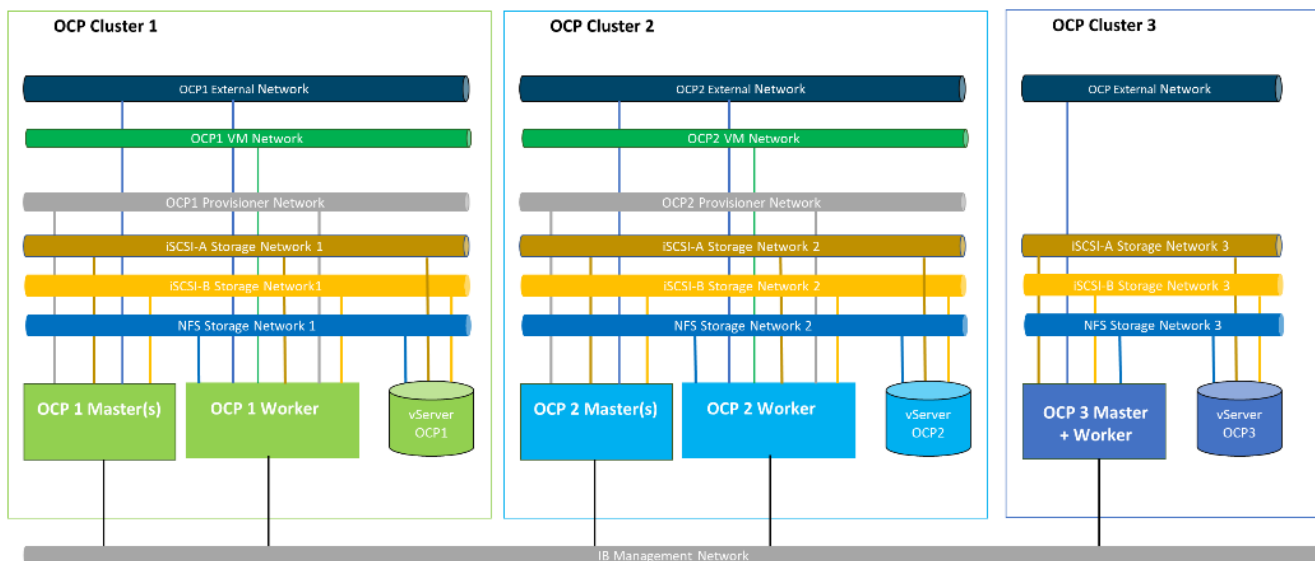 OCP Cluster 1
OCP1 External Network
OCP1 VM Network
OCP1 Provisioner Network
iSCSI-A Storage Network 1
iSCSI-B Storage Network1
NFS Storage Network 1
OCP 1 Master(s)
OCP 1 Worker
vServer
OCP1
OCP Cluster 2
OCP2 External Network
OCP2 VM Network
OCP2 Provisioner Network
iSCSI-A Storage Network 2
iSCSI-B Storage Network 2
NFS Storage Network 2
OCP 2 Master(s)
OCP 2 Worker
vServer
OCP2
OCP Cluster 3
OCP External Network
iSCSI-A Storage Network 3
iSCSI-B Storage Network 3
NFS Storage Network 3
OCP 3 Master
+ Worker
vServer
OCP3
IB Management Network